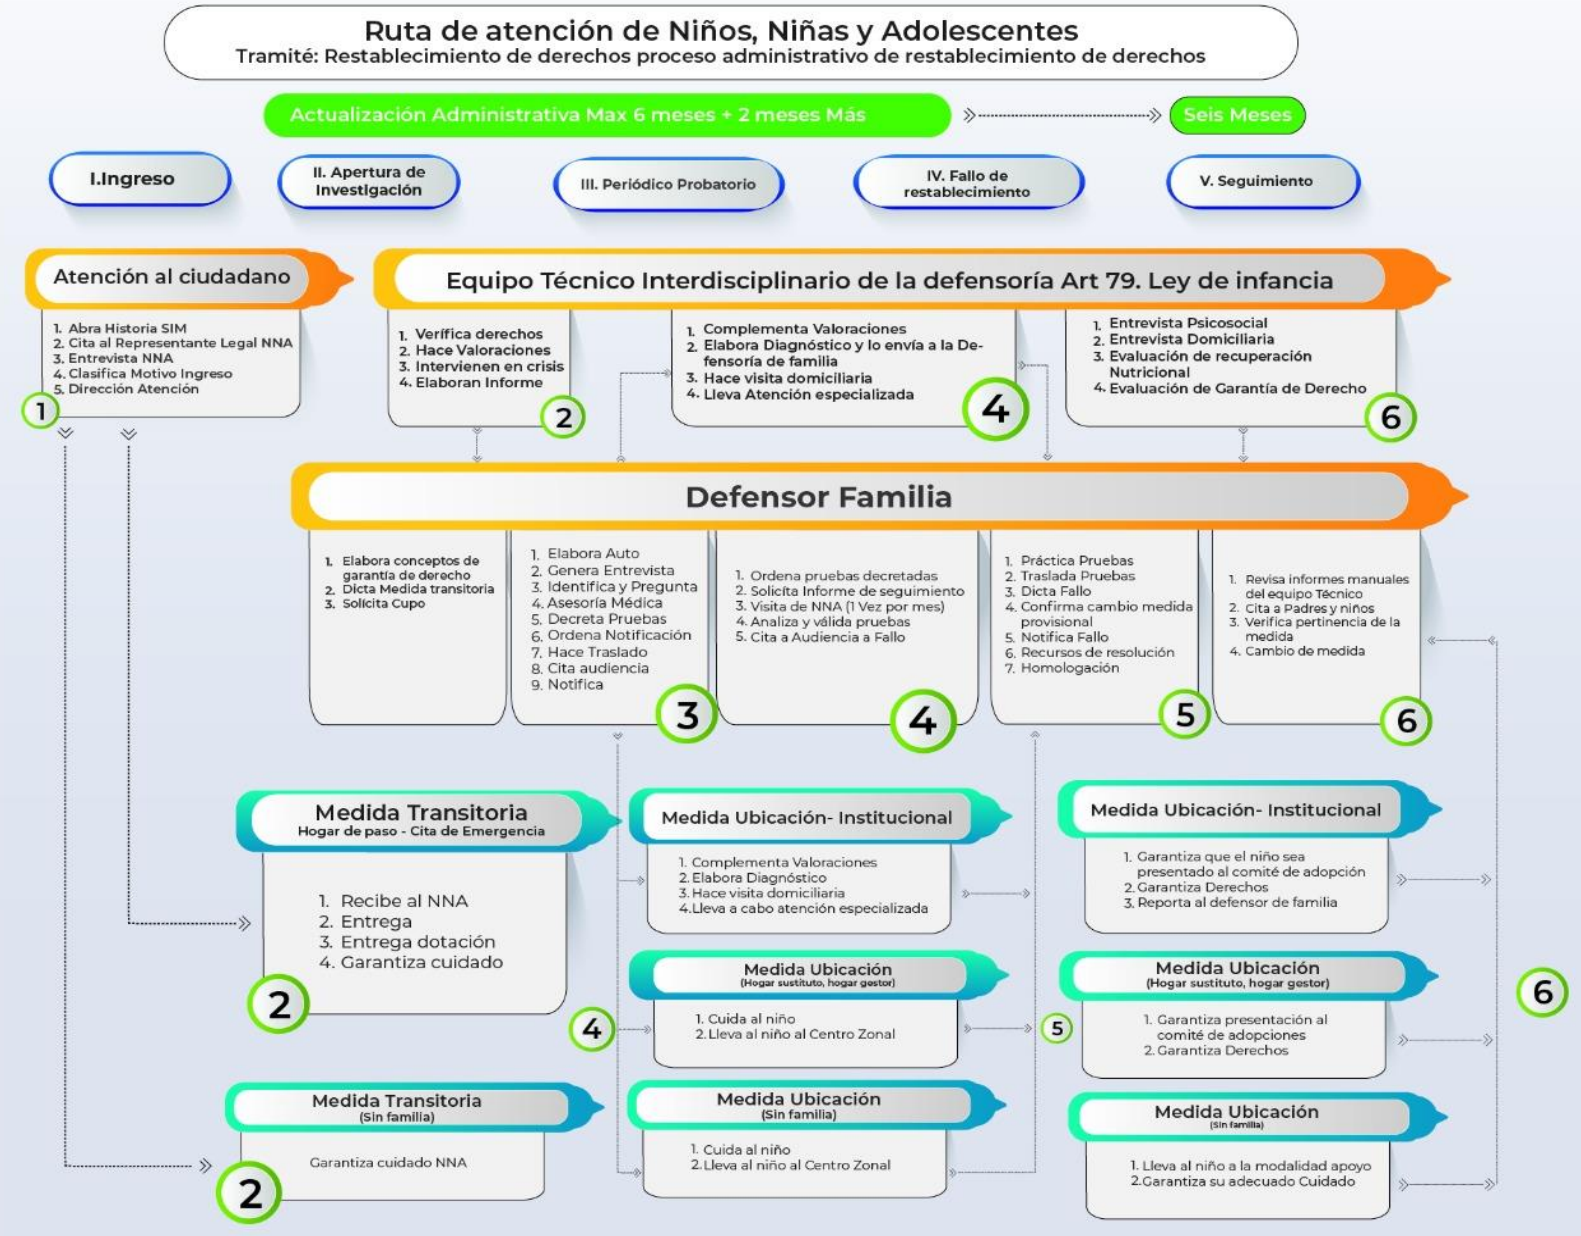 Ruta de atención de Niños, Niñas y Adolescentes
Tramité: Restablecimiento de derechos proceso administrativo de restablecimiento de derechos
Actualización Administrativa Max 6 meses + 2 meses Más
Seis Meses
I.Ingreso
II. Apertura de
Investigación
III. Periódico Probatorio
IV. Fallo de
restablecimiento
V. Seguimiento
Atención al ciudadano
1. Abra Historia SIM
2. Cita al Representante Legal NNA
3. Entrevista NNA
4. Clasifica Motivo Ingreso
5. Dirección Atención
1
Equipo Técnico Interdisciplinario de la defensoría Art 79. Ley de infancia
1. Verífica derechos
2. Hace Valoraciones
3. Intervienen en crisis
4. Elaboran Informe
2
1. Complementa Valoraciones
2. Elabora Diagnóstico y lo envía a la De-
fensoría de familia
3. Hace visita domiciliaria
4. Lleva Atención especializada
4
1. Entrevista Psicosocial
2. Entrevista Domiciliaria
3. Evaluación de recuperación
Nutricional
4. Evaluación de Garantía de Derecho
6
Defensor Familia
1. Elabora conceptos de
garantía de derecho
2. Dicta Medida transitoria
3. Solícita Cupo
1. Elabora Auto
2. Genera Entrevista
3. Identifica y Pregunta
4. Asesoría Médica
5. Decreta Pruebas
6. Ordena Notificación
7. Hace Traslado
8. Cita audiencia
9. Notifica
3
1. Ordena pruebas decretadas
2. Solicíta Informe de seguimiento
3. Visita de NNA (1 Vez por mes)
4. Analiza y válida pruebas
5. Cita a Audiencia a Fallo
4
1. Práctica Pruebas
2. Traslada Pruebas
3. Dicta Fallo
4. Confirma cambio medida
provisional
5. Notifica Fallo
6. Recursos de resolución
7. Homologación
5
1. Revisa informes manuales
del equipo Técnico
2. Cita a Padres y niños
3. Verifica pertinencia de la
medida
4. Cambio de medida
6
Medida Transitoria
Hogar de paso - Cita de Emergencia
1. Recibe al NNA
2. Entrega
3. Entrega dotación
4. Garantiza cuidado
2
Medida Transitoria
(Sin familia)
Garantiza cuidado NNA
2
Medida Ubicación- Institucional
1. Complementa Valoraciones
2. Elabora Diagnóstico
3. Hace visita domiciliaria
4. Lleva a cabo atención especializada
Medida Ubicación
(Hogar sustituto, hogar gestor)
1. Cuida al niño
2. Lleva al niño al Centro Zonal
4
Medida Ubicación
(Sin familia)
1. Cuida al niño
2. Lleva al niño al Centro Zonal
Medida Ubicación- Institucional
1. Garantiza que el niño sea
presentado al comité de adopción
2. Garantiza Derechos
3. Reporta al defensor de familia
5
Medida Ubicación
(Hogar sustituto, hogar gestor)
1. Garantiza presentación al
comité de adopciones
2. Garantiza Derechos
6
Medida Ubicación
(Sin familia)
1. Lleva al niño a la modalidad apoyo
2. Garantiza su adecuado Cuidado